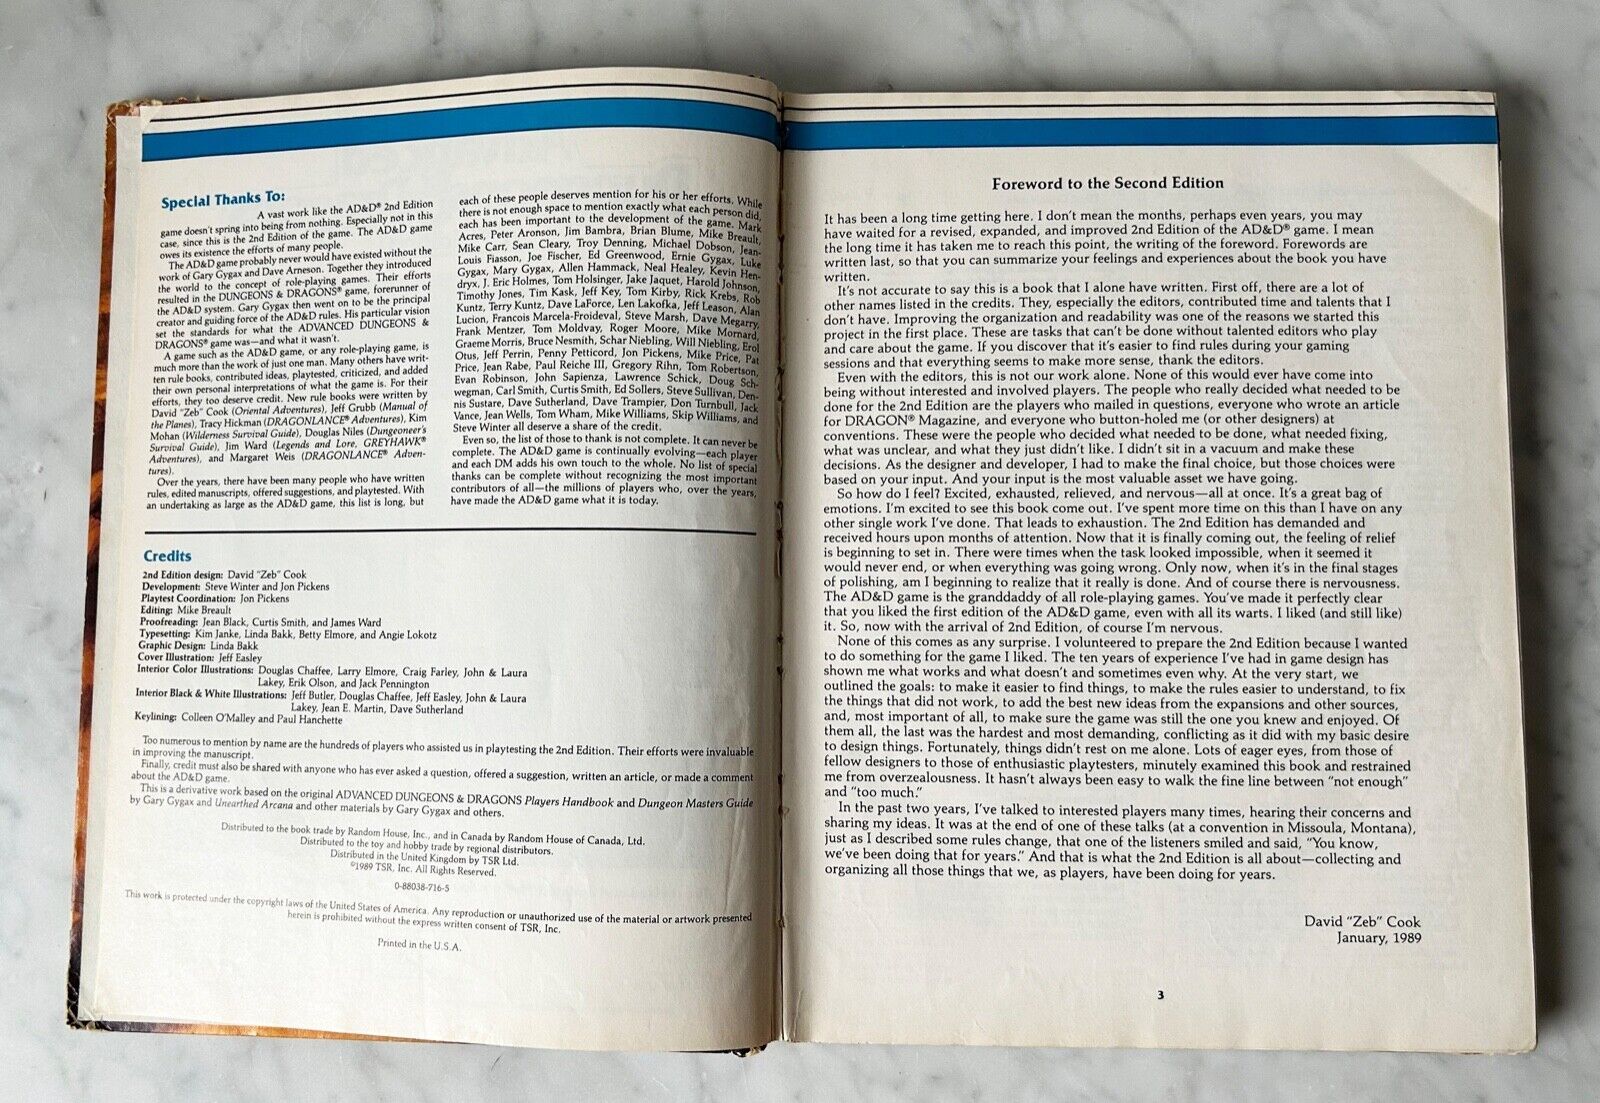 Special Thanks To:
A vast work like the AD&D® 2nd Edition
game doesn't spring into being from nothing. Especially not in this
case, since this is the 2nd Edition of the game. The AD&D game
owes its existence the efforts of many people.
The AD&D game probably never would have existed without the
work of Gary Gygax and Dave Arneson. Together they introduced
the world to the concept of role-playing games. Their efforts
resulted in the DUNGEONS & DRAGONS® game, forerunner of
the AD&D system. Gary Gygax then went on to be the principal
creator and guiding force of the AD&D rules. His particular vision
set the standards for what the ADVANCED DUNGEONS &
DRAGONS® game was—and what it wasn't.
A game such as the AD&D game, or any role-playing game, is
much more than the work of just one man. Many others have writ-
ten rule books, contributed ideas, playtested, criticized, and added
their own personal interpretations of what the game is. For their
efforts, they too deserve credit. New rule books were written by
David "Zeb" Cook (Oriental Adventures), Jeff Grubb (Manual of
the Planes), Tracy Hickman (DRAGONLANCE® Adventures), Kim
Mohan (Wilderness Survival Guide), Douglas Niles (Dungeoneer's
Survival Guide), Jim Ward (Legends and Lore, GREYHAWK®
Adventures), and Margaret Weis (DRAGONLANCE® Adven-
tures).
Over the years, there have been many people who have written
rules, edited manuscripts, offered suggestions, and playtested. With
an undertaking as large as the AD&D game, this list is long, but
each of these people deserves mention for his or her efforts. While
there is not enough space to mention exactly what each person did,
each has been important to the development of the game. Mark
Acres, Peter Aronson, Jim Bambra, Brian Blume, Mike Breault,
Mike Carr, Sean Cleary, Troy Denning, Michael Dobson, Jean-
Louis Fiasson, Joe Fischer, Ed Greenwood, Ernie Gygax, Luke
Gygax, Mary Gygax, Allen Hammack, Neal Healey, Kevin Hen-
dryx, J. Eric Holmes, Tom Holsinger, Jake Jaquet, Harold Johnson,
Timothy Jones, Tim Kask, Jeff Key, Tom Kirby, Rick Krebs, Rob
Kuntz, Terry Kuntz, Dave LaForce, Len Lakofka, Jeff Leason, Alan
Lucion, Francois Marcela-Froideval, Steve Marsh, Dave Megarry,
Frank Mentzer, Tom Moldvay, Roger Moore, Mike Mornard,
Graeme Morris, Bruce Nesmith, Schar Niebling, Will Niebling, Erol
Otus, Jeff Perrin, Penny Petticord, Jon Pickens, Mike Price, Pat
Price, Jean Rabe, Paul Reiche III, Gregory Rihn, Tom Robertson,
Evan Robinson, John Sapienza, Lawrence Schick, Doug Sch-
wegman, Carl Smith, Curtis Smith, Ed Sollers, Steve Sullivan, Den-
nis Sustare, Dave Sutherland, Dave Trampier, Don Turnbull, Jack
Vance, Jean Wells, Tom Wham, Mike Williams, Skip Williams, and
Steve Winter all deserve a share of the credit.
Even so, the list of those to thank is not complete. It can never be
complete. The AD&D game is continually evolving—each player
and each DM adds his own touch to the whole. No list of special
thanks can be complete without recognizing the most important
contributors of all—the millions of players who, over the years,
have made the AD&D game what it is today.
Credits
2nd Edition design: David "Zeb" Cook
Development: Steve Winter and Jon Pickens
Playtest Coordination: Jon Pickens
Editing: Mike Breault
Proofreading: Jean Black, Curtis Smith, and James Ward
Typesetting: Kim Janke, Linda Bakk, Betty Elmore, and Angie Lokotz
Graphic Design: Linda Bakk
Cover Illustration: Jeff Easley
Interior Color Illustrations: Douglas Chaffee, Larry Elmore, Craig Farley, John & Laura
Lakey, Erik Olson, and Jack Pennington
Interior Black & White Illustrations: Jeff Butler, Douglas Chaffee, Jeff Easley, John & Laura
Lakey, Jean E. Martin, Dave Sutherland
Keylining: Colleen O'Malley and Paul Hanchette
Too numerous to mention by name are the hundreds of players who assisted us in playtesting the 2nd Edition. Their efforts were invaluable
in improving the manuscript.
Finally, credit must also be shared with anyone who has ever asked a question, offered a suggestion, written an article, or made a comment
about the AD&D game.
This is a derivative work based on the original ADVANCED DUNGEONS & DRAGONS Players Handbook and Dungeon Masters Guide
by Gary Gygax and Unearthed Arcana and other materials by Gary Gygax and others.
Distributed to the book trade by Random House, Inc., and in Canada by Random House of Canada, Ltd.
Distributed to the toy and hobby trade by regional distributors.
Distributed in the United Kingdom by TSR Ltd.
©1989 TSR, Inc. All Rights Reserved.
0-88038-716-5
This work is protected under the copyright laws of the United States of America. Any reproduction or unauthorized use of the material or artwork presented
herein is prohibited without the express written consent of TSR, Inc.
Printed in the U.S.A.
Foreword to the Second Edition
It has been a long time getting here. I don't mean the months, perhaps even years, you may
have waited for a revised, expanded, and improved 2nd Edition of the AD&D® game. I mean
the long time it has taken me to reach this point, the writing of the foreword. Forewords are
written last, so that you can summarize your feelings and experiences about the book you have
written.
It's not accurate to say this is a book that I alone have written. First off, there are a lot of
other names listed in the credits. They, especially the editors, contributed time and talents that I
don't have. Improving the organization and readability was one of the reasons we started this
project in the first place. These are tasks that can't be done without talented editors who play
and care about the game. If you discover that it's easier to find rules during your gaming
sessions and that everything seems to make more sense, thank the editors.
Even with the editors, this is not our work alone. None of this would ever have come into
being without interested and involved players. The people who really decided what needed to be
done for the 2nd Edition are the players who mailed in questions, everyone who wrote an article
for DRAGON® Magazine, and everyone who button-holed me (or other designers) at
conventions. These were the people who decided what needed to be done, what needed fixing,
what was unclear, and what they just didn't like. I didn't sit in a vacuum and make these
decisions. As the designer and developer, I had to make the final choice, but those choices were
based on your input. And your input is the most valuable asset we have going.
So how do I feel? Excited, exhausted, relieved, and nervous—all at once. It's a great bag of
emotions. I'm excited to see this book come out. I've spent more time on this than I have on any
other single work I've done. That leads to exhaustion. The 2nd Edition has demanded and
received hours upon months of attention. Now that it is finally coming out, the feeling of relief
is beginning to set in. There were times when the task looked impossible, when it seemed it
would never end, or when everything was going wrong. Only now, when it's in the final stages
of polishing, am I beginning to realize that it really is done. And of course there is nervousness.
The AD&D game is the granddaddy of all role-playing games. You've made it perfectly clear
that you liked the first edition of the AD&D game, even with all its warts. I liked (and still like)
it. So, now with the arrival of 2nd Edition, of course I'm nervous.
None of this comes as any surprise. I volunteered to prepare the 2nd Edition because I wanted
to do something for the game I liked. The ten years of experience I've had in game design has
shown me what works and what doesn't and sometimes even why. At the very start, we
outlined the goals: to make it easier to find things, to make the rules easier to understand, to fix
the things that did not work, to add the best new ideas from the expansions and other sources,
and, most important of all, to make sure the game was still the one you knew and enjoyed. Of
them all, the last was the hardest and most demanding, conflicting as it did with my basic desire
to design things. Fortunately, things didn't rest on me alone. Lots of eager eyes, from those of
fellow designers to those of enthusiastic playtesters, minutely examined this book and restrained
me from overzealousness. It hasn't always been easy to walk the fine line between "not enough"
and "too much."
In the past two years, I've talked to interested players many times, hearing their concerns and
sharing my ideas. It was at the end of one of these talks (at a convention in Missoula, Montana),
just as I described some rules change, that one of the listeners smiled and said, "You know,
we've been doing that for years." And that is what the 2nd Edition is all about—collecting and
organizing all those things that we, as players, have been doing for years.
David "Zeb" Cook
January, 1989
3